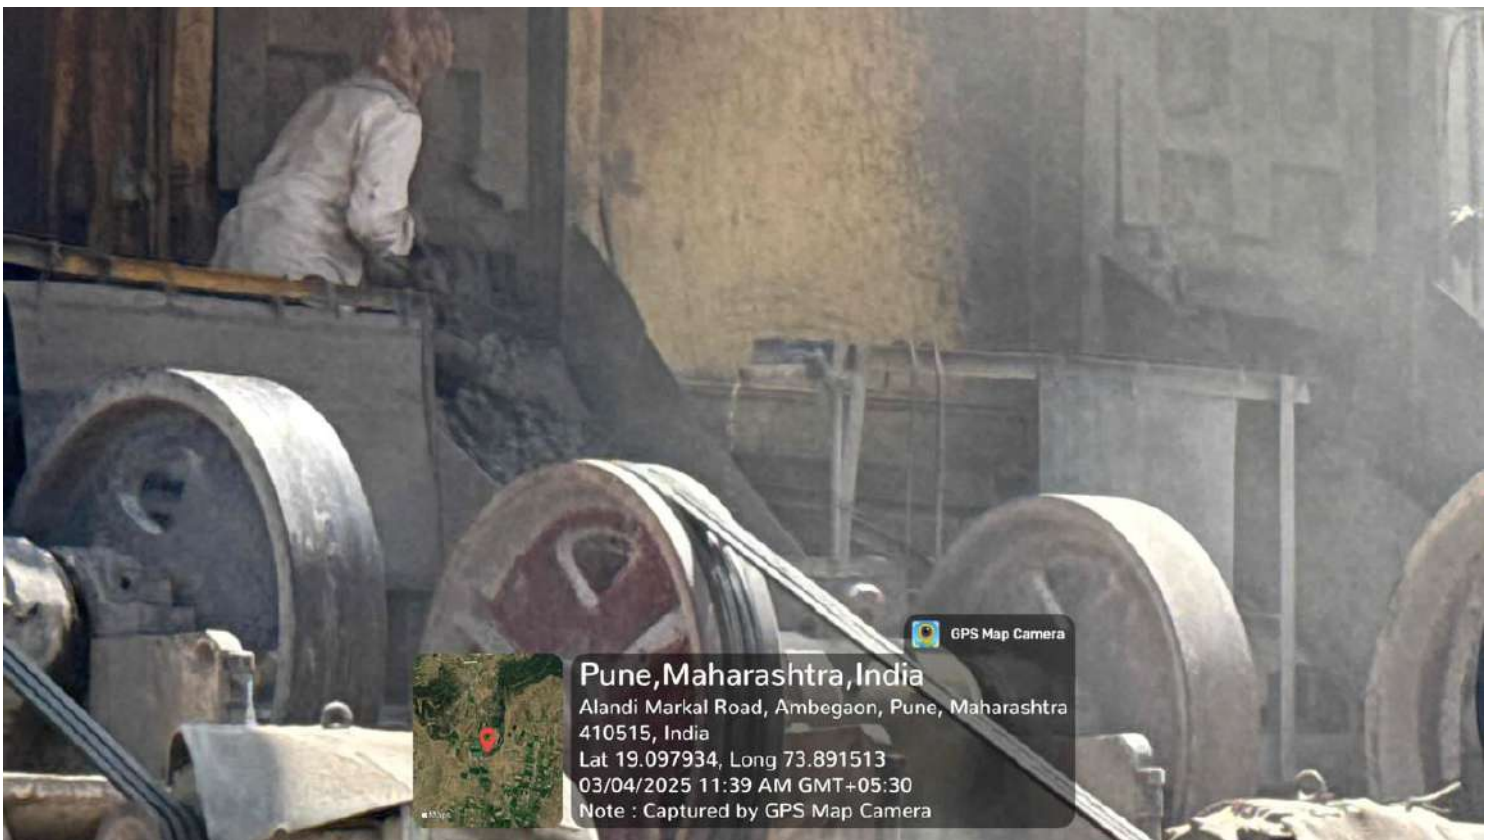 GPS Map Camera
Pune,Maharashtra,India
Alandi Markal Road, Ambegaon, Pune, Maharashtra
410515, India
Lat 19.097934, Long 73.891513
03/04/2025 11:39 AM GMT+05:30
Note : Captured by GPS Map Camera
Maps